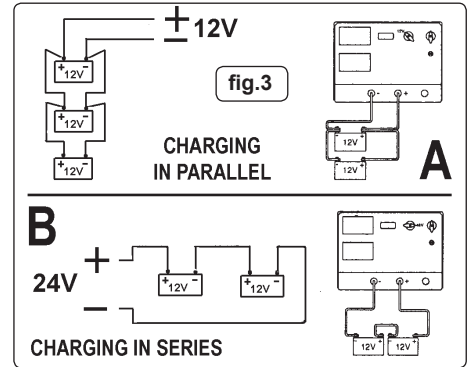 +
− 12V
+ −
12V
+ −
12V
+ −
12V
fig.3
CHARGING
IN PARALLEL
- +
12V
12V
A
B
+
24V
−
+ −
12V
+ −
12V
CHARGING IN SERIES
- +
12V
12V